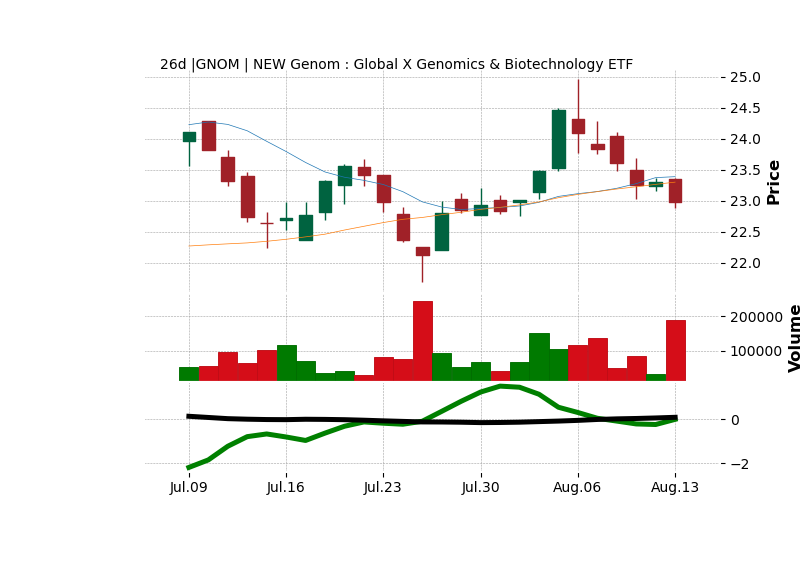 26d |GNOM | NEW Genom : Global X Genomics & Biotechnology ETF
25.0
24.5
24.0
23.5
23.0
22.5
22.0
Price
200000
100000
Volume
0
−2
Jul.09
Jul.16
Jul.23
Jul.30
Aug.06
Aug.13